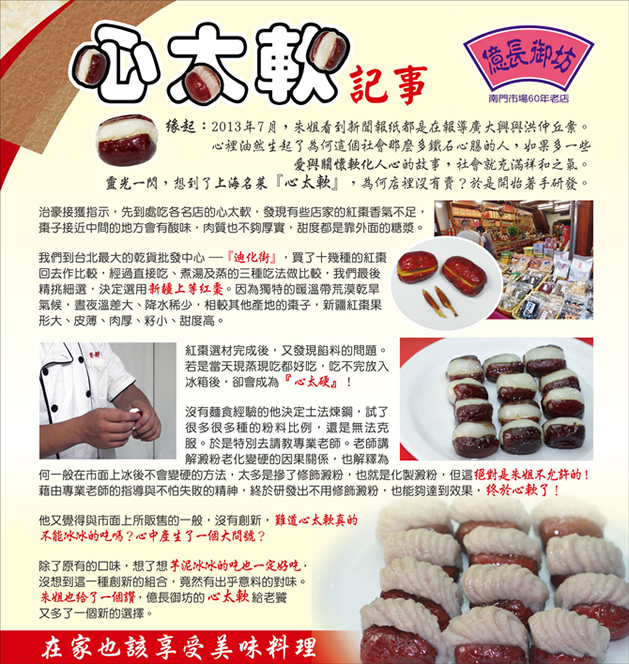 心太軟記事
億長御坊
南門市場60年老店
緣起：2013年7月，朱姐看到新聞報紙都是在報導廣大興與洪仲丘案。
心裡油然生起了為何這個社會那麼多鐵石心腸的人，如果多一些
愛與關懷軟化人心的故事，社會就充滿祥和之氣。
靈光一閃，想到了上海名菜『心太軟』，為何店裡沒有賣？於是開始著手研發。
治豪接獲指示，先到處吃各名店的心太軟，發現有些店家的紅棗香氣不足，
棗子接近中間的地方會有酸味，肉質也不夠厚實，甜度都是靠外面的糖漿。
我們到台北最大的乾貨批發中心 —『迪化街』，買了十幾種的紅棗
回去作比較，經過直接吃、煮湯及蒸的三種吃法做比較，我們最後
精挑細選，決定選用新疆上等紅棗。因為獨特的暖溫帶荒漠乾旱
氣候，晝夜溫差大、降水稀少，相較其他產地的棗子，新疆紅棗果
形大、皮薄、肉厚、籽小、甜度高。
紅棗選材完成後，又發現餡料的問題。
若是當天現蒸現吃都好吃，吃不完放入
冰箱後，卻會成為『心太硬』！
沒有麵食經驗的他決定土法煉鋼，試了
很多很多種的粉料比例，還是無法克
服。於是特別去請教專業老師。老師講
解澱粉老化變硬的因果關係，也解釋為
何一般在市面上冰後不會變硬的方法，太多是摻了修飾澱粉，也就是化製澱粉，但這絕對是朱姐不允許的！
藉由專業老師的指導與不怕失敗的精神，終於研發出不用修飾澱粉，也能夠達到效果，終於心軟了！
他又覺得與市面上所販售的一般，沒有創新，難道心太軟真的
不能冰冰的吃嗎？心中產生了一個大問號？
除了原有的口味，想了想芋泥冰冰的吃也一定好吃，
沒想到這一種創新的組合，竟然有出乎意料的對味。
朱姐也給了一個讚，億長御坊的 心太軟 給老饕
又多了一個新的選擇。
在家也該享受美味料理